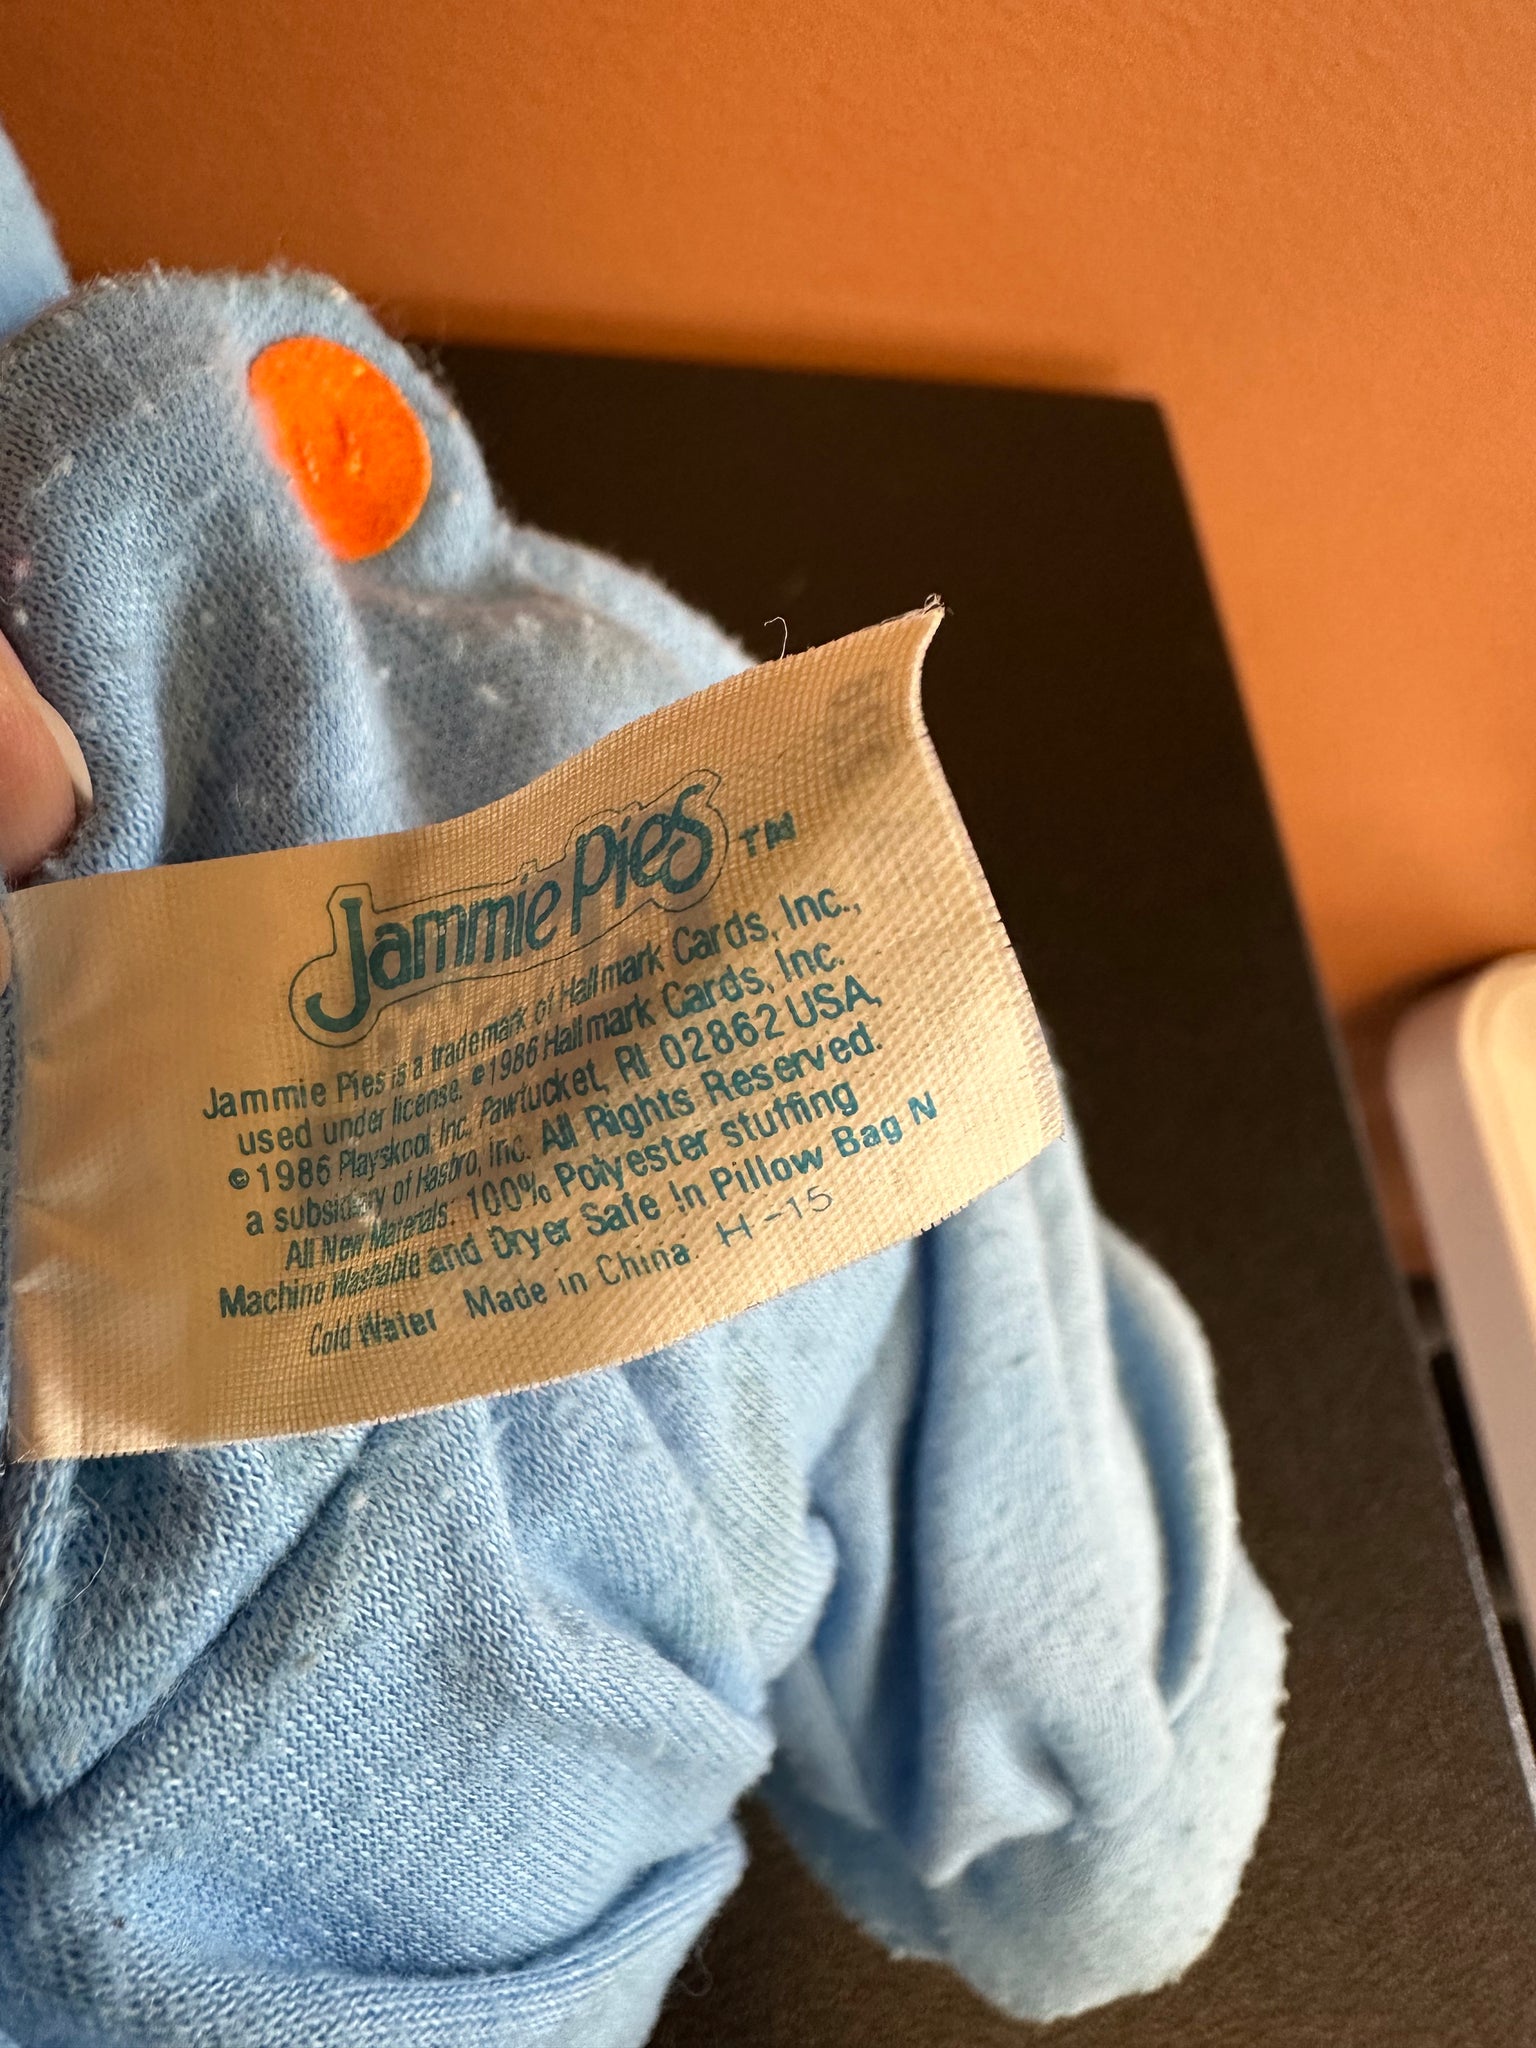 Jammie Pies TM
Jammie Pies is a trademark of Hallmark Cards, Inc.,
used under license. ©1986 Hallmark Cards, Inc.
©1986 Playskool, Inc. Pawtucket, RI 02862 USA,
a subsidiary of Hasbro, Inc. All Rights Reserved.
All New Materials: 100% Polyester stuffing
Machine Washable and Dryer Safe In Pillow Bag N
Cold Water Made in China H-15